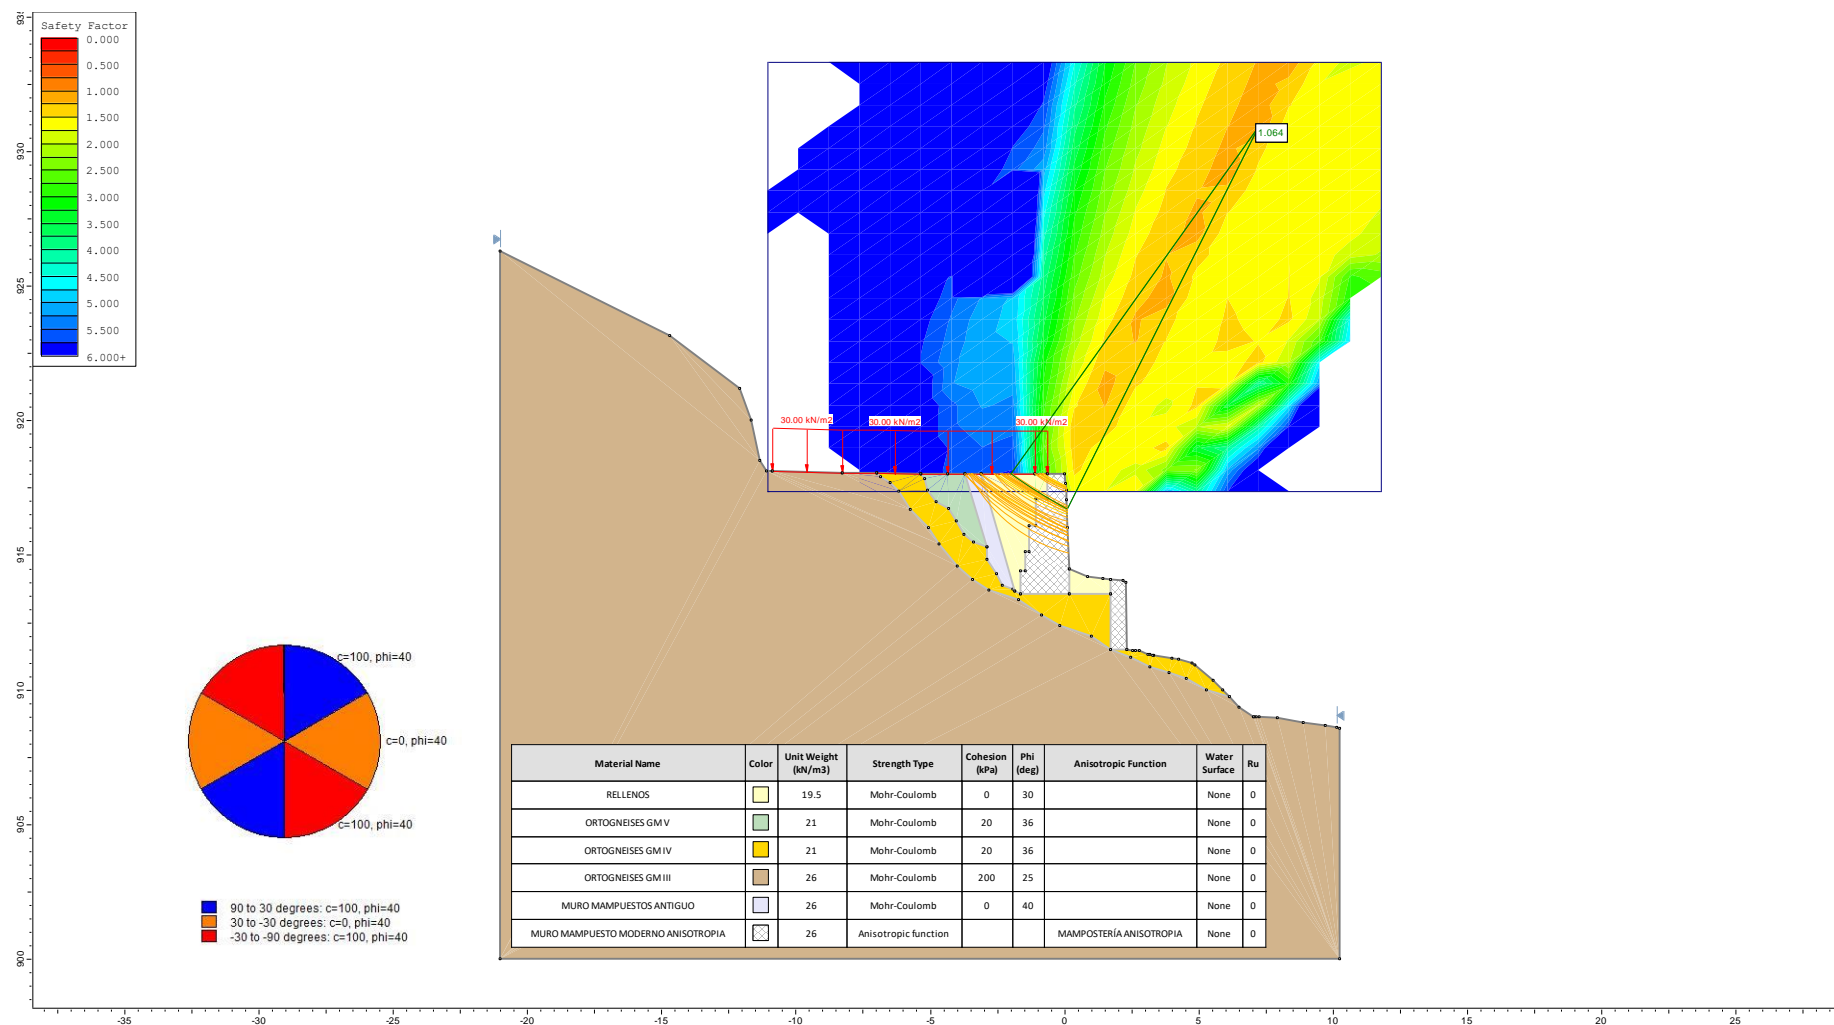 Safety Factor
0.000
0.500
1.000
1.500
2.000
2.500
3.000
3.500
4.000
4.500
5.000
5.500
6.000+
935
930
925
920
915
910
905
900
1.064
30.00 kN/m2
30.00 kN/m2
30.00 kN/m2
c=100, phi=40
c=0, phi=40
c=100, phi=40
90 to 30 degrees: c=100, phi=40
30 to -30 degrees: c=0, phi=40
-30 to -90 degrees: c=100, phi=40
Material Name Color Unit Weight (kN/m3) Strength Type Cohesion (kPa) Phi (deg) Anisotropic Function Water Surface Ru
RELLENOS 19.5 Mohr-Coulomb 0 30 None 0
ORTOGNEISES GM V 21 Mohr-Coulomb 20 36 None 0
ORTOGNEISES GM IV 21 Mohr-Coulomb 20 36 None 0
ORTOGNEISES GM III 26 Mohr-Coulomb 200 25 None 0
MURO MAMPUESTOS ANTIGUO 26 Mohr-Coulomb 0 40 None 0
MURO MAMPUESTO MODERNO ANISOTROPIA 26 Anisotropic function MAMPOSTERÍA ANISOTROPIA None 0
-35 -30 -25 -20 -15 -10 -5 0 5 10 15 20 25